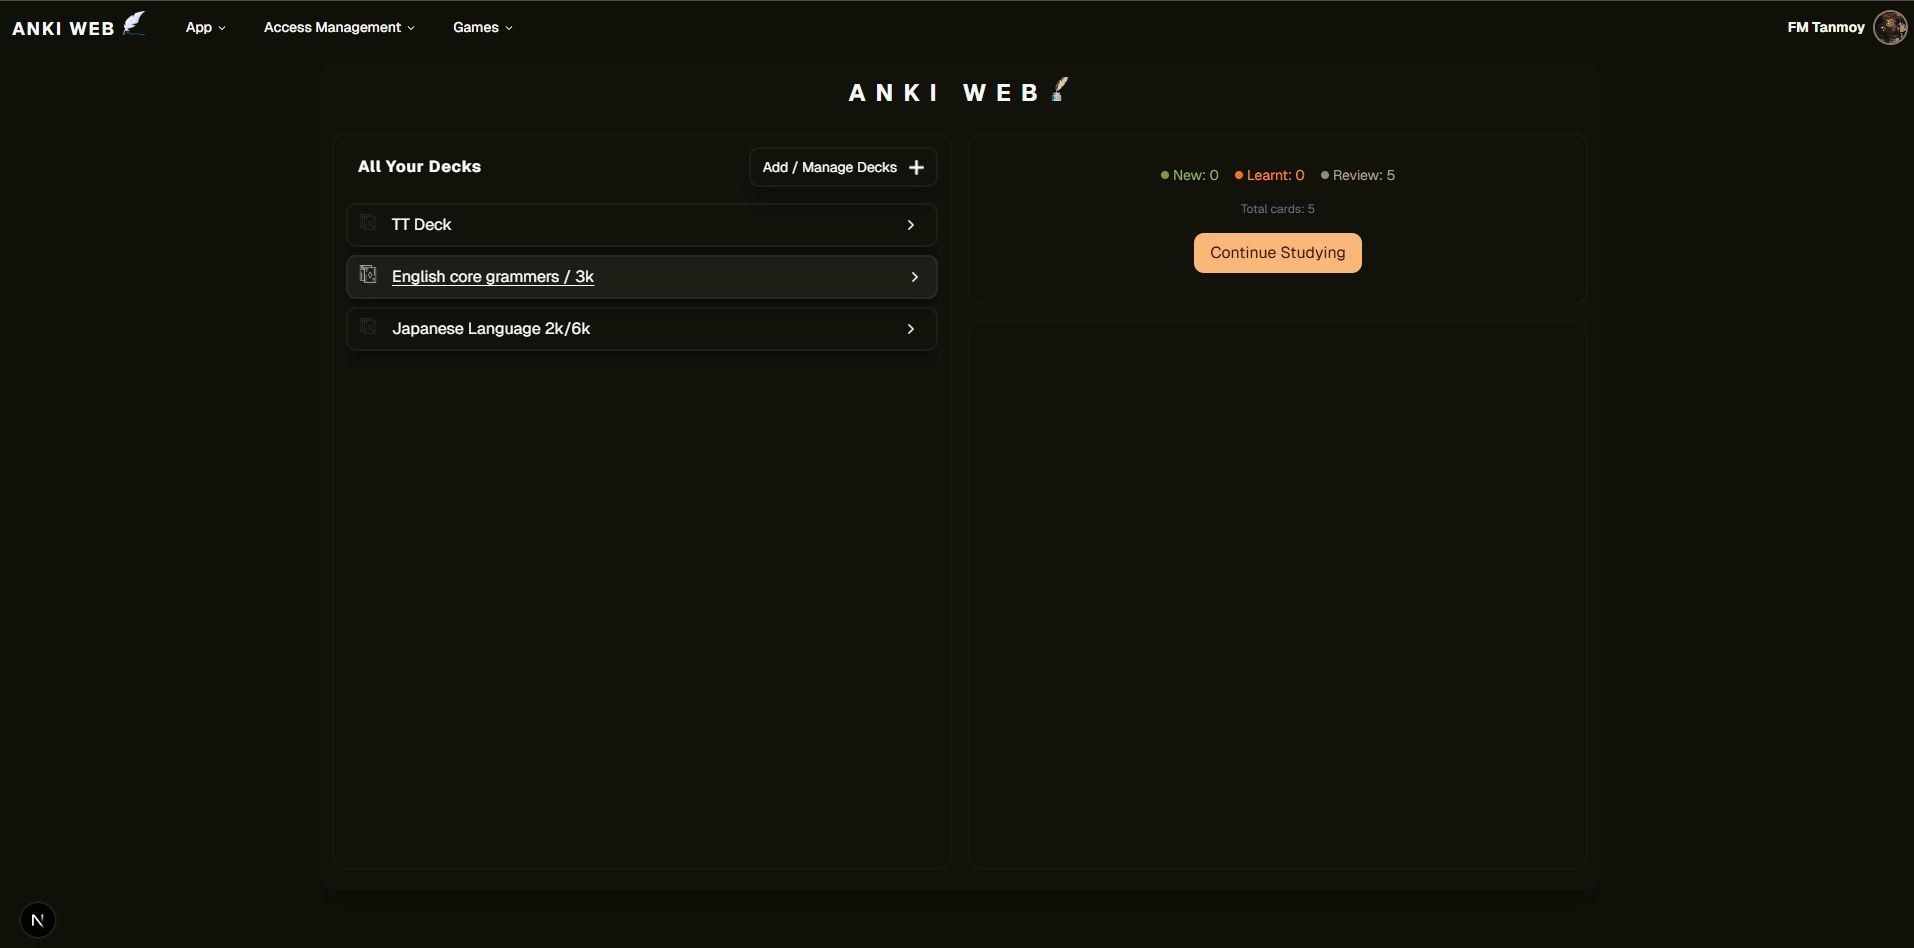 ANKI WEB App Access Management Games FM Tanmoy
ANKI WEB
All Your Decks
Add / Manage Decks
TT Deck
English core grammers / 3k
Japanese Language 2k/6k
New: 0 Learnt: 0 Review: 5
Total cards: 5
Continue Studying
N